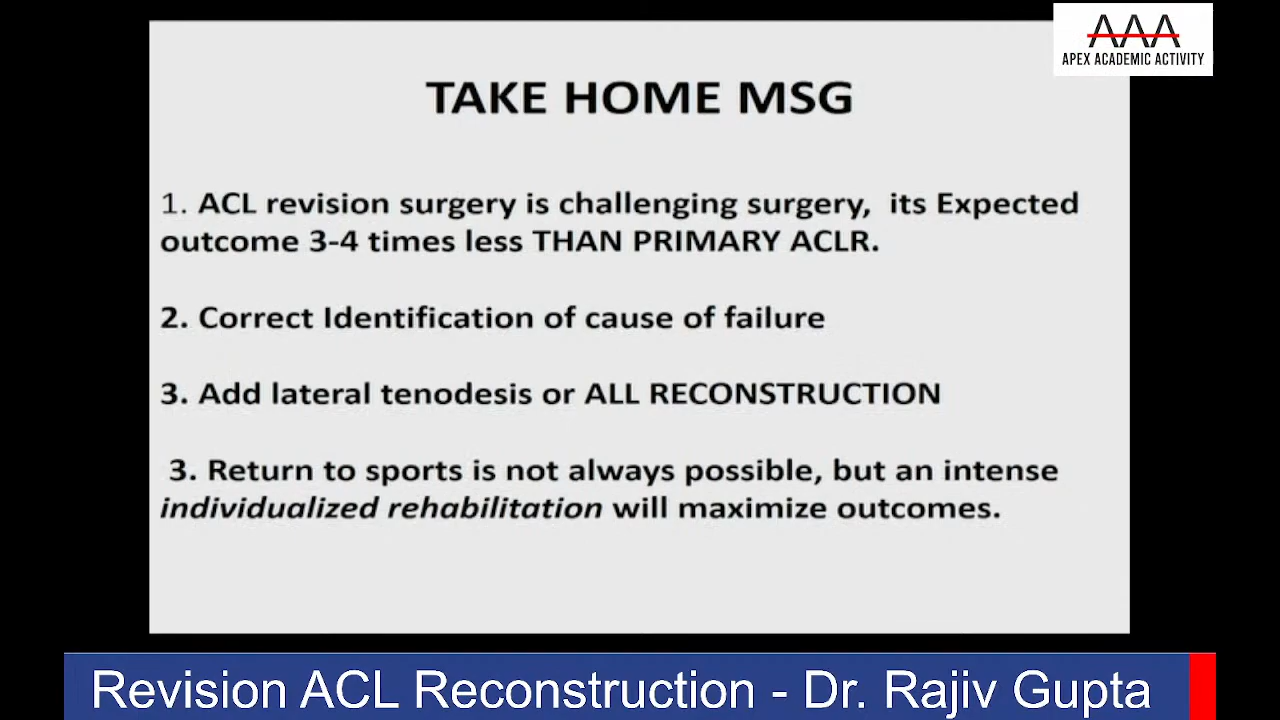 AAA
APEX ACADEMIC ACTIVITY
TAKE HOME MSG
1. ACL revision surgery is challenging surgery, its Expected
outcome 3-4 times less THAN PRIMARY ACLR.
2. Correct Identification of cause of failure
3. Add lateral tenodesis or ALL RECONSTRUCTION
3. Return to sports is not always possible, but an intense
individualized rehabilitation will maximize outcomes.
Revision ACL Reconstruction - Dr. Rajiv Gupta